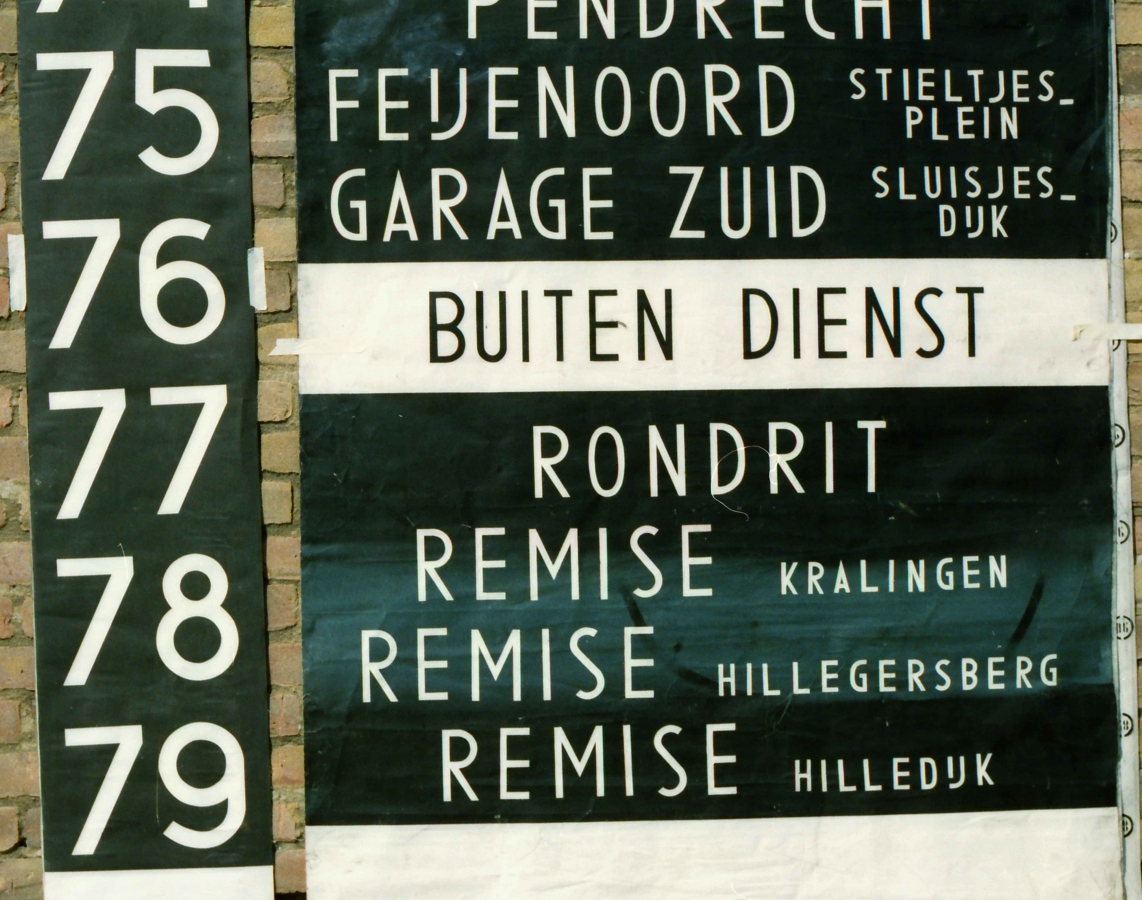 75
76
77
78
79
PENDRECHT
FEIJENOORD STIELTJES-
PLEIN
GARAGE ZUID SLUISJES-
DIJK
BUITEN DIENST
RONDRIT
REMISE KRALINGEN
REMISE HILLEGERSBERG
REMISE HILLEDIJK